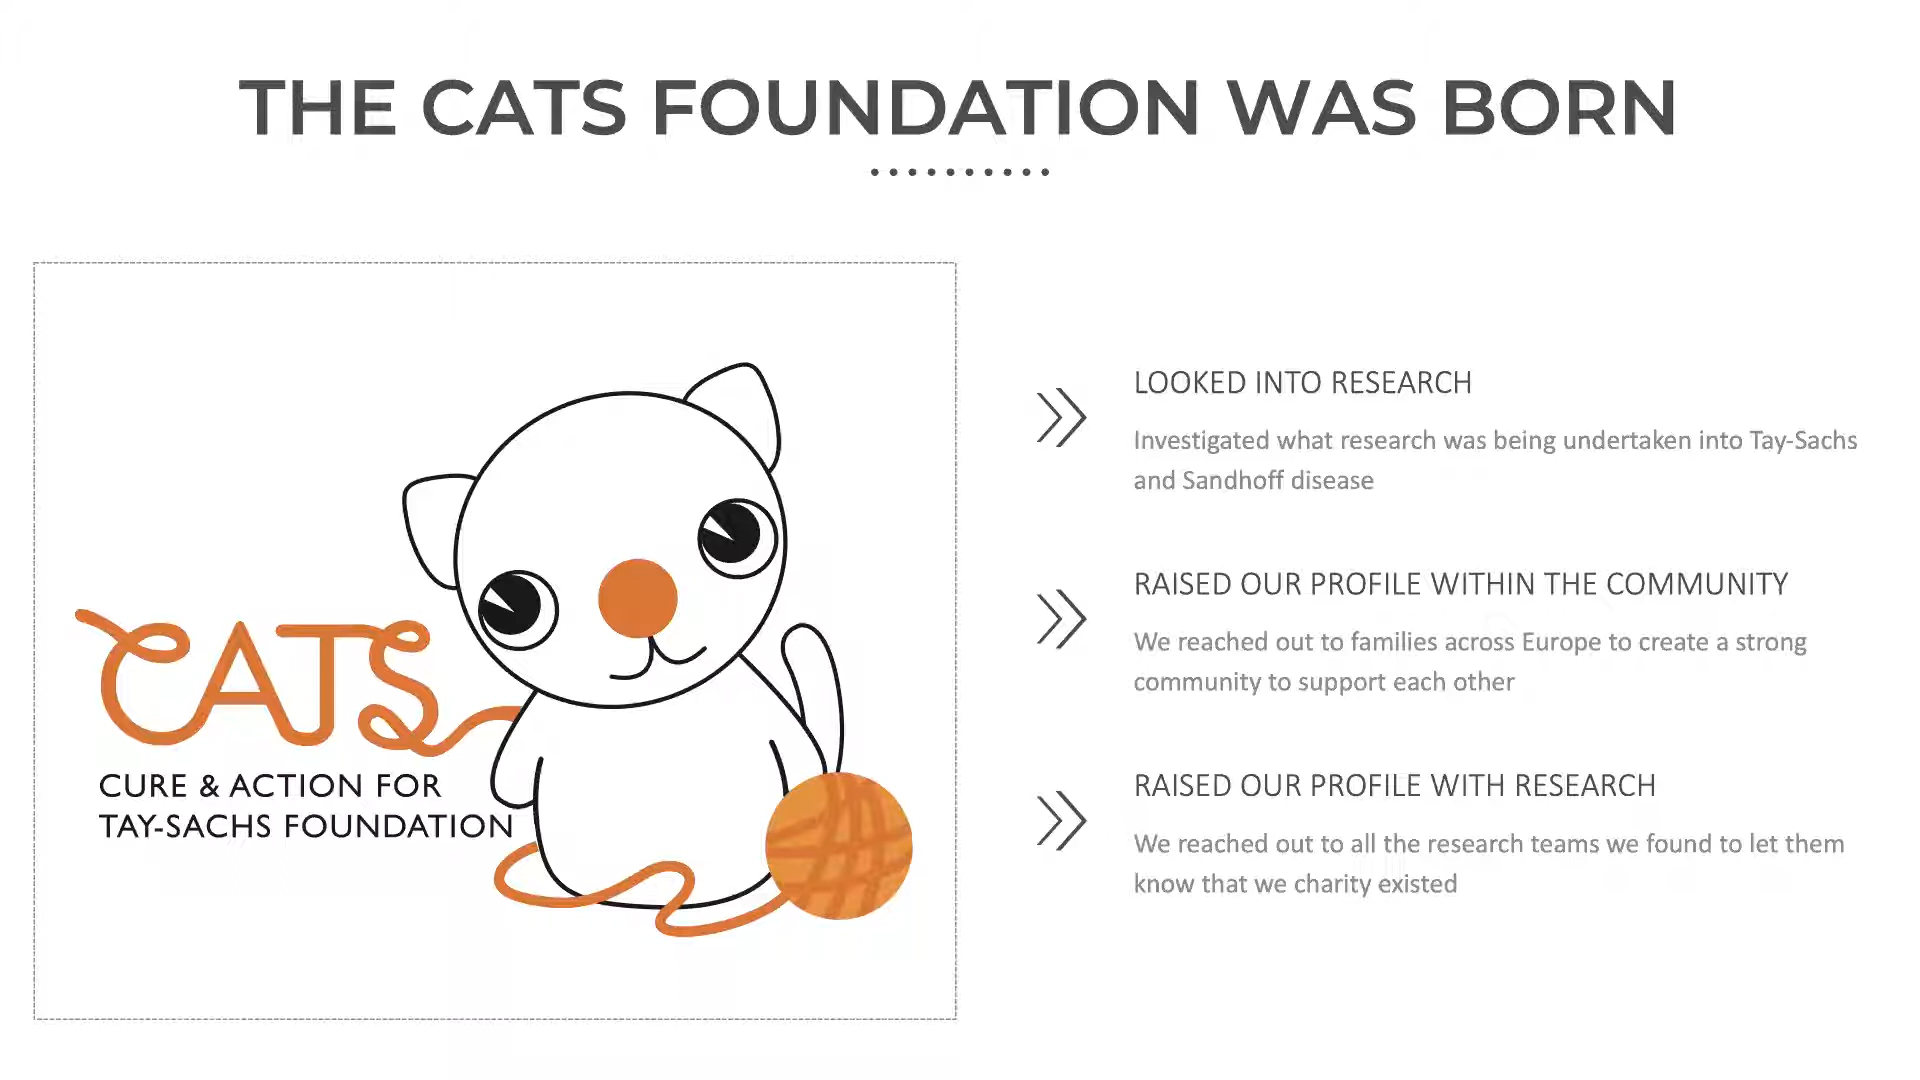 THE CATS FOUNDATION WAS BORN
CATS
CURE & ACTION FOR
TAY-SACHS FOUNDATION
LOOKED INTO RESEARCH
Investigated what research was being undertaken into Tay-Sachs
and Sandhoff disease
RAISED OUR PROFILE WITHIN THE COMMUNITY
We reached out to families across Europe to create a strong
community to support each other
RAISED OUR PROFILE WITH RESEARCH
We reached out to all the research teams we found to let them
know that we charity existed